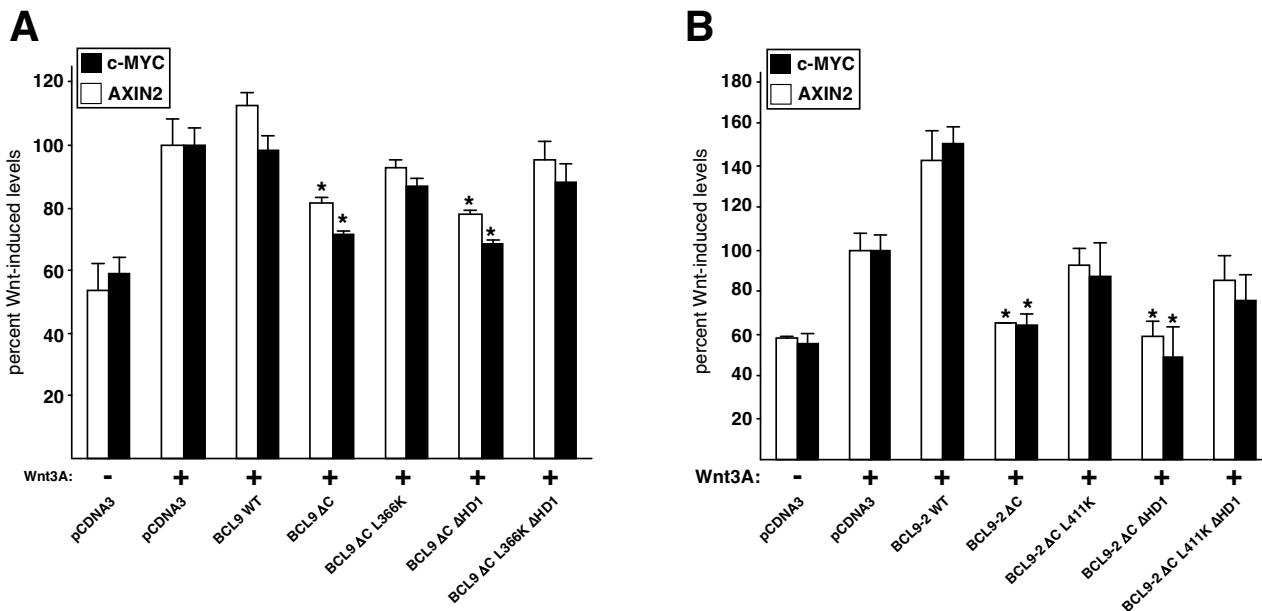 A
c-MYC
AXIN2
percent Wnt-induced levels
120
100
80
60
40
20
* * * *
Wnt3A: - + + + + + +
pCDNA3
pCDNA3
BCL9 WT
BCL9 ΔC
BCL9 ΔC L366K
BCL9 ΔC ΔHD1
BCL9 ΔC L366K ΔHD1
B
c-MYC
AXIN2
percent Wnt-induced levels
180
160
140
120
100
80
60
40
20
* * * *
Wnt3A: - + + + + + +
pCDNA3
pCDNA3
BCL9-2 WT
BCL9-2 ΔC
BCL9-2 ΔC L411K
BCL9-2 ΔC ΔHD1
BCL9-2 ΔC L411K ΔHD1